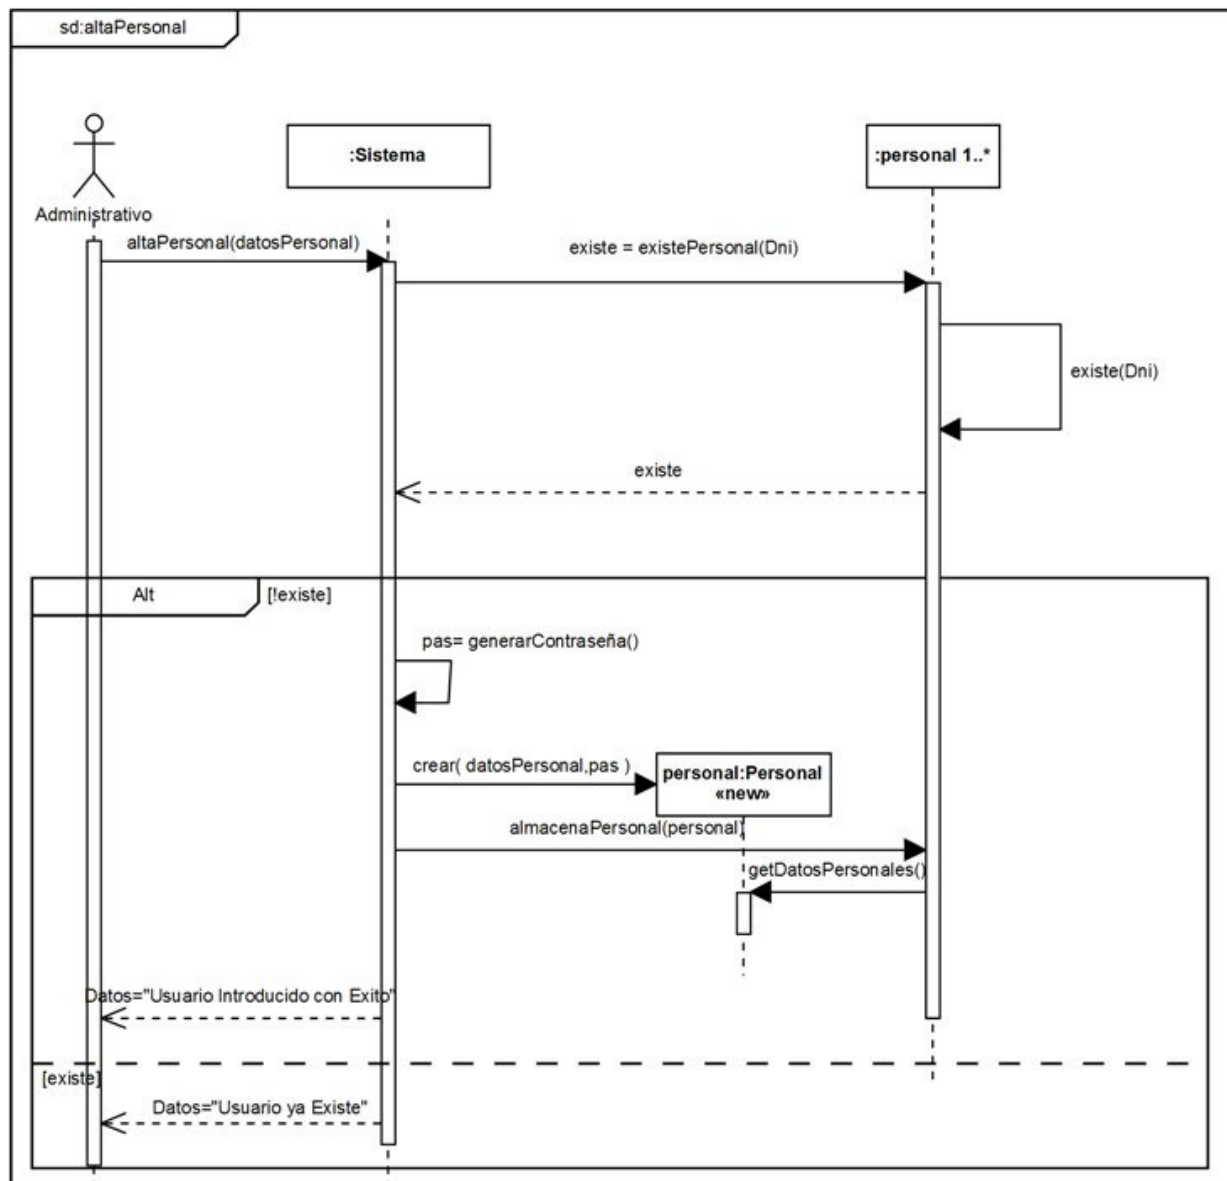 sd:altaPersonal
:Sistema
:personal 1..*
Administrativo
altaPersonal(datosPersonal)
existe = existePersonal(Dni)
existe(Dni)
existe
Alt
[!existe]
pas= generarContraseña()
crear( datosPersonal,pas )
personal:Personal
«new»
almacenaPersonal(personal)
getDatosPersonales()
Datos="Usuario Introducido con Exito"
[existe]
Datos="Usuario ya Existe"